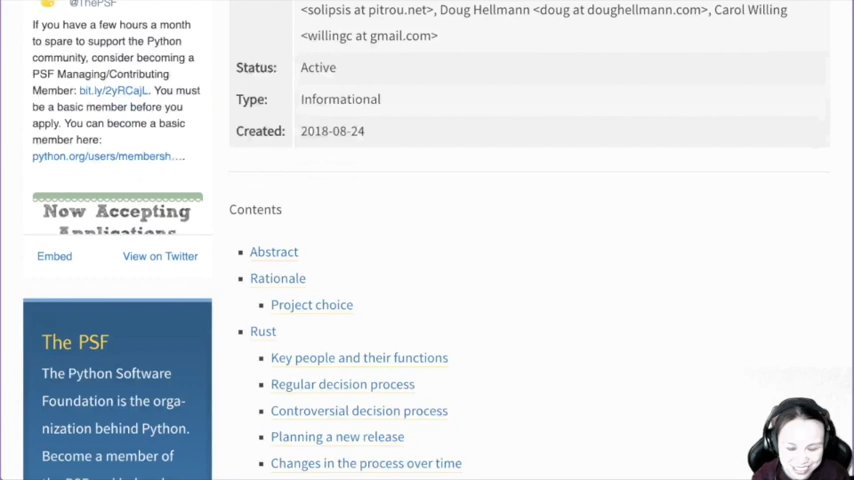 @ThePSF
If you have a few hours a month
to spare to support the Python
community, consider becoming a
PSF Managing/Contributing
Member: bit.ly/2yRCajL. You must
be a basic member before you
apply. You can become a basic
member here:
python.org/users/membersh….
Now Accepting
Applications
Embed
View on Twitter
The PSF
The Python Software
Foundation is the orga-
nization behind Python.
Become a member of
<solipsis at pitrou.net>, Doug Hellmann <doug at doughellmann.com>, Carol Willing
<willingc at gmail.com>
Status: Active
Type: Informational
Created: 2018-08-24
Contents
Abstract
Rationale
Project choice
Rust
Key people and their functions
Regular decision process
Controversial decision process
Planning a new release
Changes in the process over time